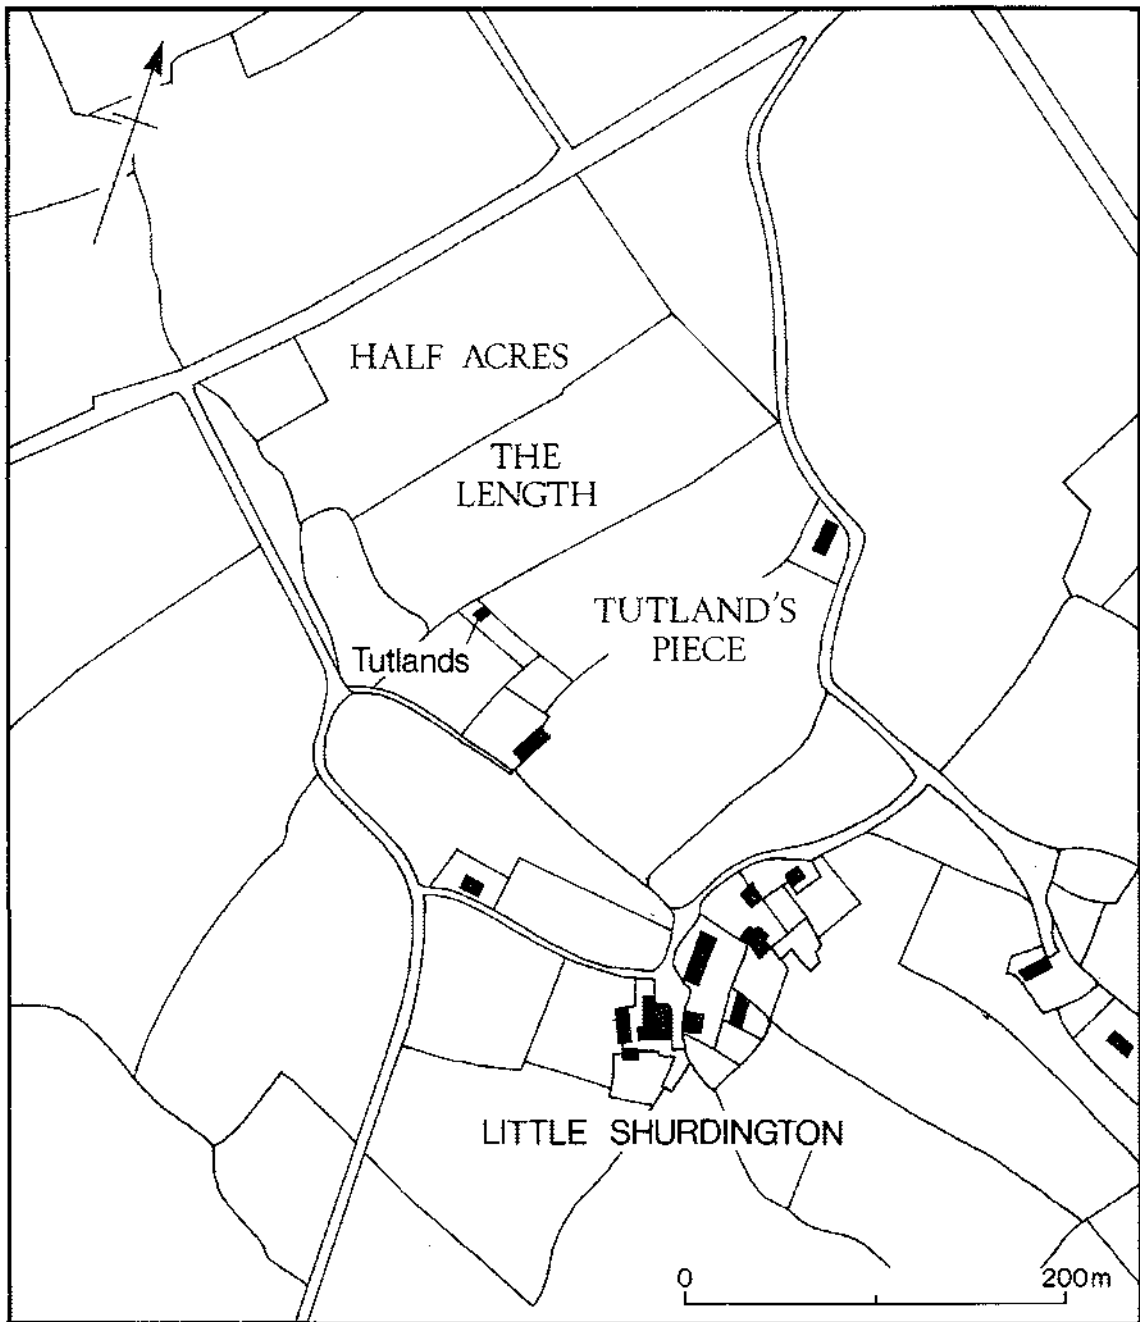 HALF ACRES
THE
LENGTH
TUTLAND'S
PIECE
Tutlands
LITTLE SHURDINGTON
0 200m